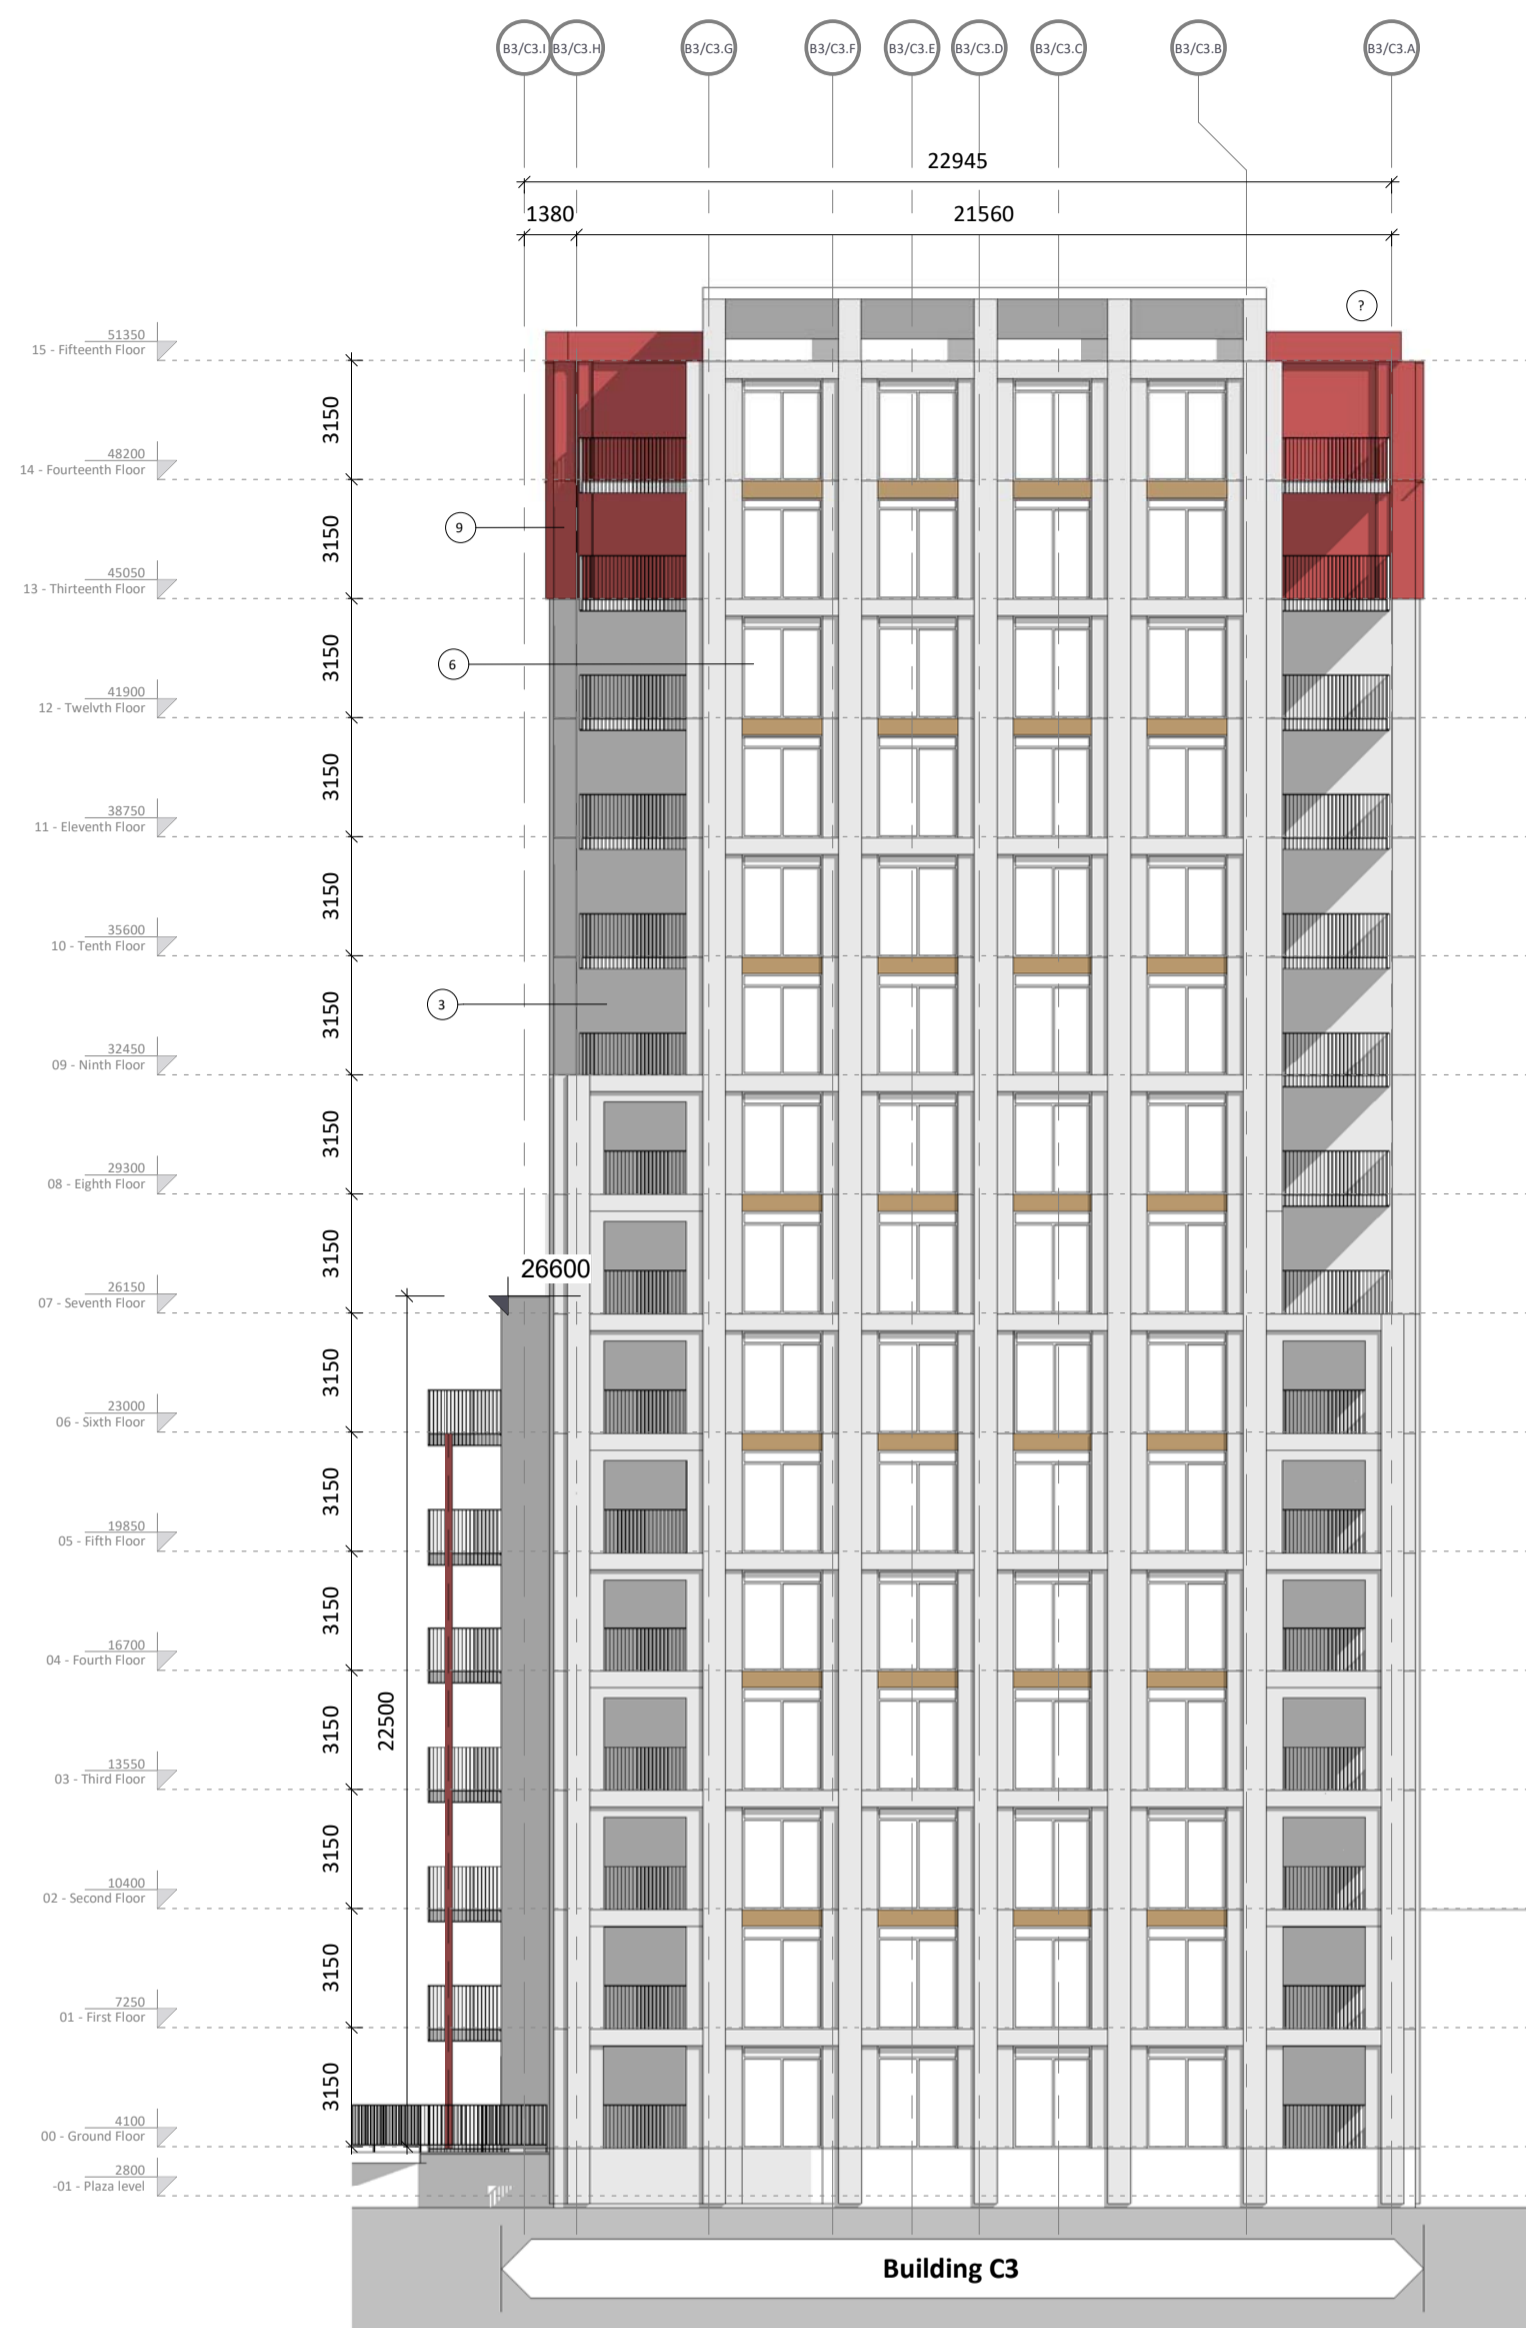 B3/C3.I B3/C3.H B3/C3.G B3/C3.F B3/C3.E B3/C3.D B3/C3.C B3/C3.B B3/C3.A
22945
1380 21560
?
51350
15 - Fifteenth Floor
3150
48200
14 - Fourteenth Floor
9
3150
45050
13 - Thirteenth Floor
6
3150
41900
12 - Twelvth Floor
3150
38750
11 - Eleventh Floor
3150
35600
10 - Tenth Floor
3
3150
32450
09 - Ninth Floor
3150
29300
08 - Eighth Floor
3150
26600
26150
07 - Seventh Floor
3150
23000
06 - Sixth Floor
3150
19850
05 - Fifth Floor
3150
16700
04 - Fourth Floor
3150
22500
13550
03 - Third Floor
3150
10400
02 - Second Floor
3150
7250
01 - First Floor
3150
4100
00 - Ground Floor
2800
-01 - Plaza level
Building C3